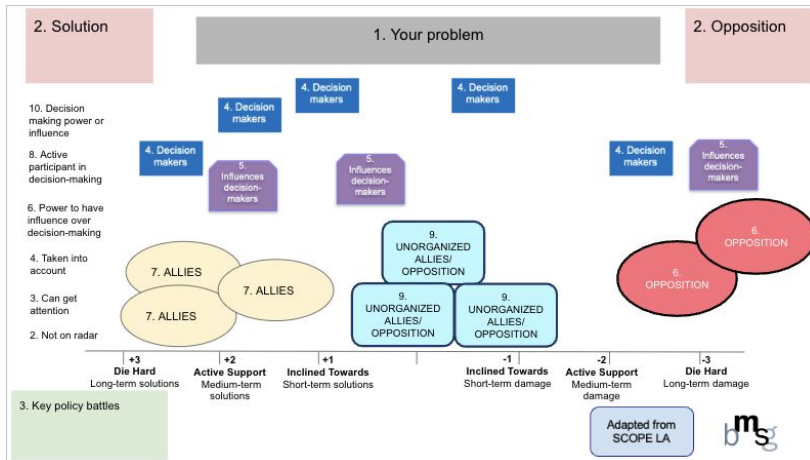 2. Solution
1. Your problem
2. Opposition
4. Decision
makers
4. Decision
makers
4. Decision
makers
10. Decision
making power or
influence
4. Decision
makers
4. Decision
makers
5.
Influences
decision-
makers
8. Active
participant in
decision-making
5.
Influences
decision-
makers
5.
Influences
decision-
makers
6. Power to have
influence over
decision-making
6.
OPPOSITION
9.
UNORGANIZED
ALLIES/
OPPOSITION
4. Taken into
account
7. ALLIES
7. ALLIES
6.
OPPOSITION
3. Can get
attention
7. ALLIES
9.
UNORGANIZED
ALLIES/
OPPOSITION
9.
UNORGANIZED
ALLIES/
OPPOSITION
2. Not on radar
+3
Die Hard
Long-term solutions
+2
Active Support
Medium-term
solutions
+1
Inclined Towards
Short-term solutions
-1
Inclined Towards
Short-term damage
-2
Active Support
Medium-term
damage
-3
Die Hard
Long-term damage
3. Key policy battles
Adapted from
SCOPE LA
bmsg